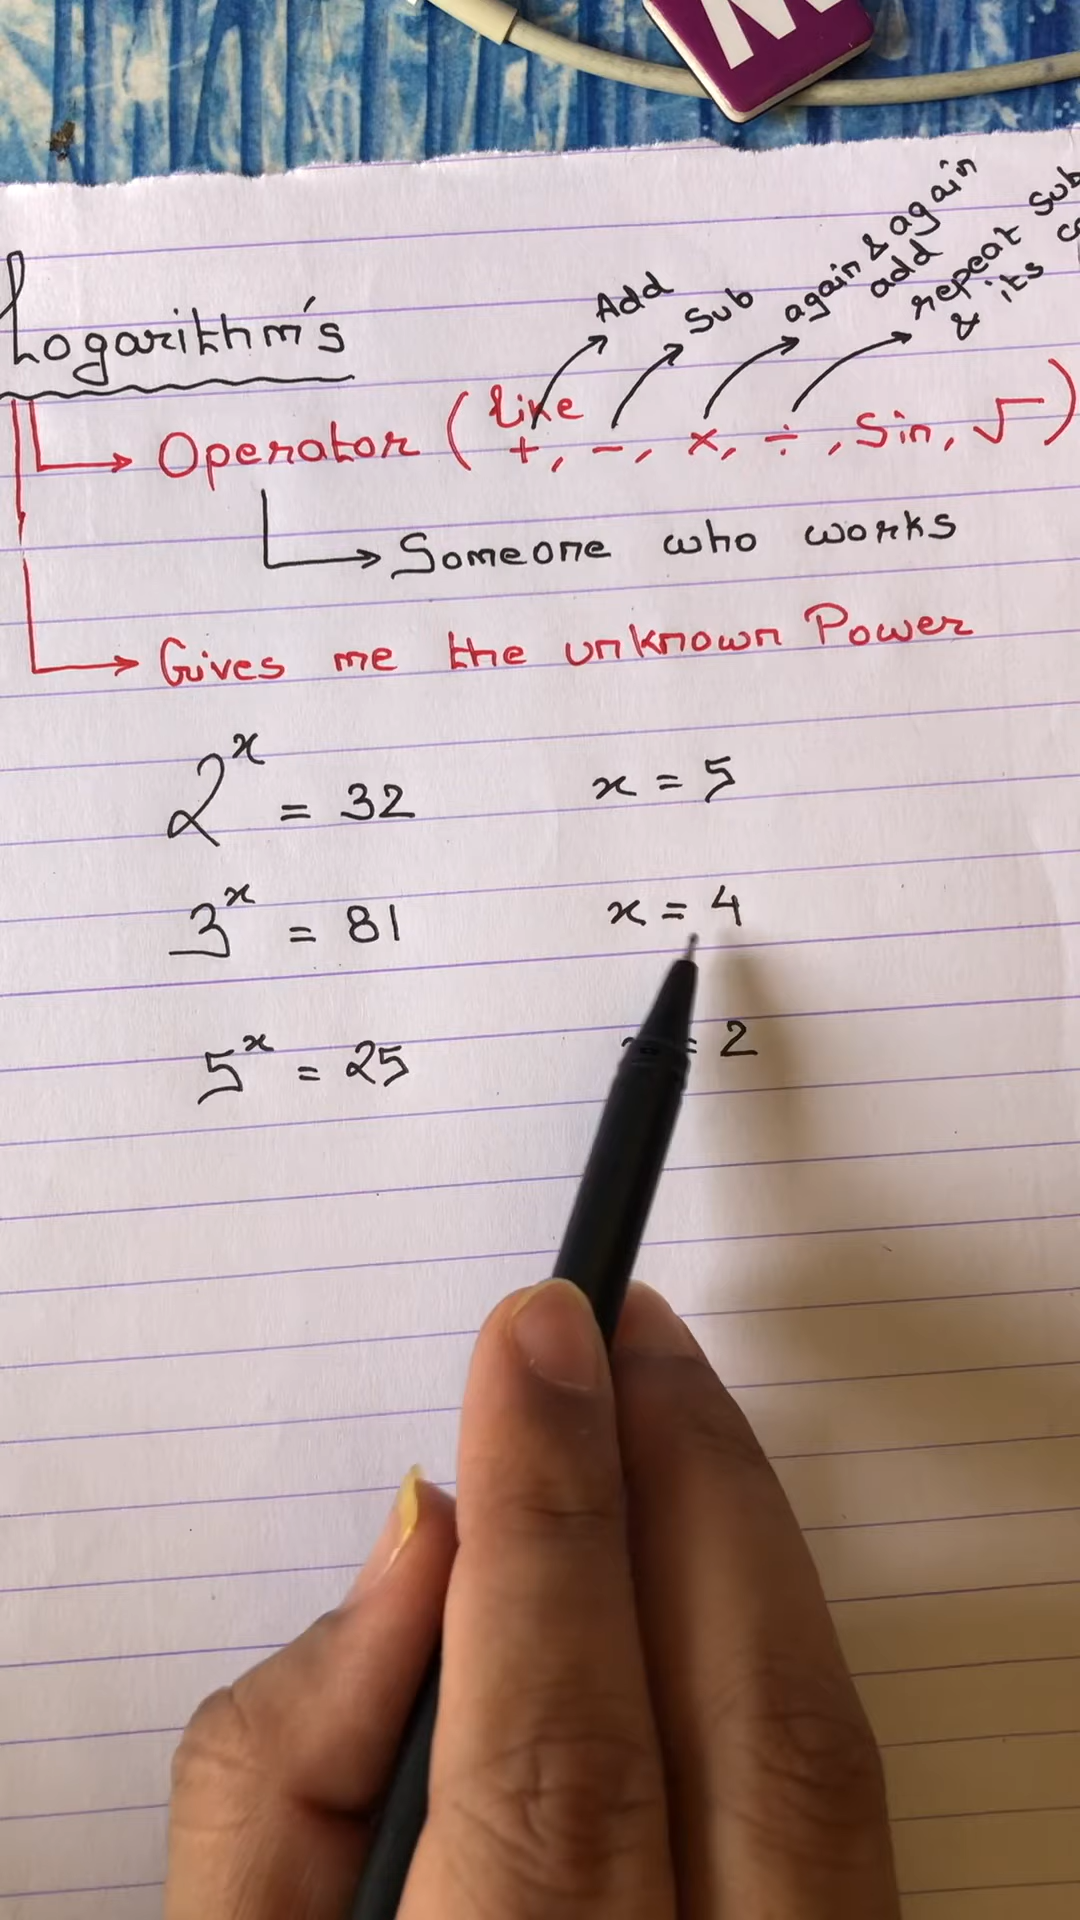 M
Logarithm's
Add
Sub
again & again
add
repeat sub
& its
Operator ( like
+, -, ×, ÷, Sin, √ )
Someone who works
Gives me the unknown Power
2^x = 32 x = 5
3^x = 81 x = 4
5^x = 25 = 2